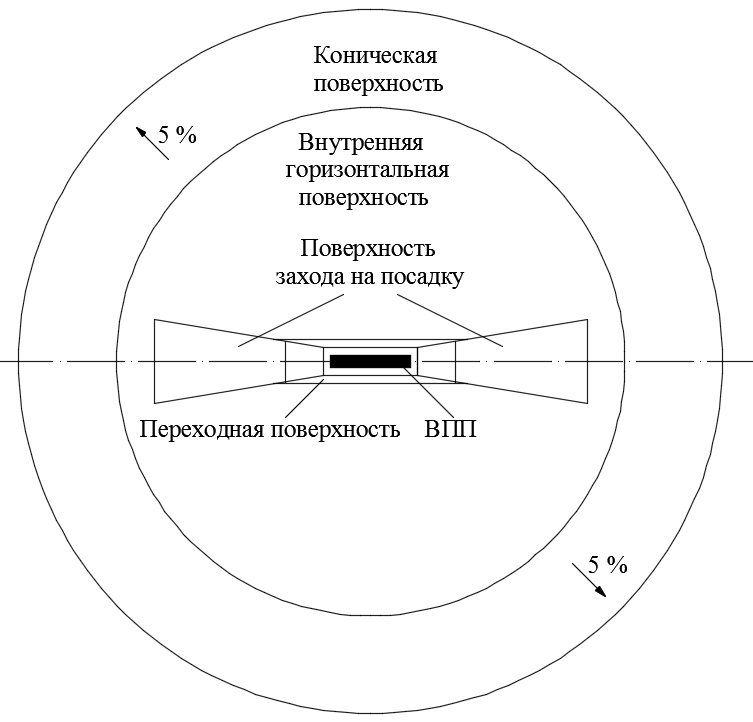 Коническая
поверхность
5 %
Внутренняя
горизонтальная
поверхность
Поверхность
захода на посадку
Переходная поверхность
ВПП
5 %